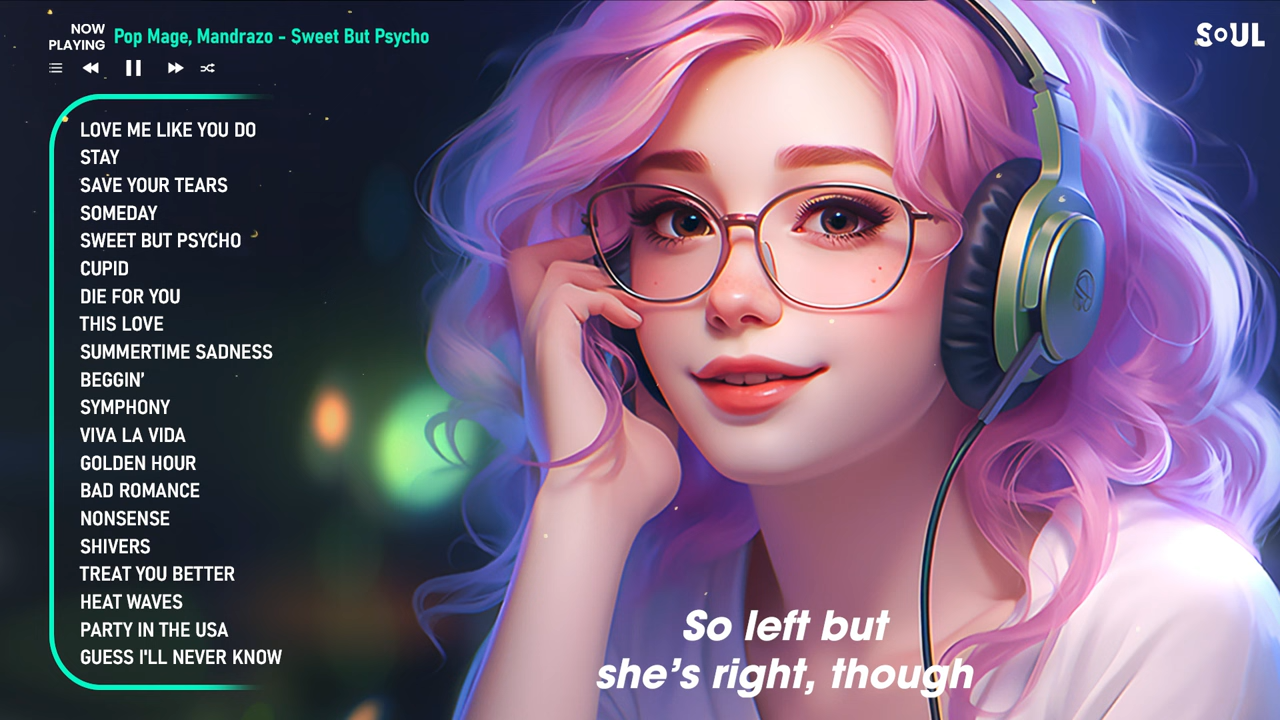 NOW
PLAYING
Pop Mage, Mandrazo - Sweet But Psycho
SOUL
LOVE ME LIKE YOU DO
STAY
SAVE YOUR TEARS
SOMEDAY
SWEET BUT PSYCHO
CUPID
DIE FOR YOU
THIS LOVE
SUMMERTIME SADNESS
BEGGIN'
SYMPHONY
VIVA LA VIDA
GOLDEN HOUR
BAD ROMANCE
NONSENSE
SHIVERS
TREAT YOU BETTER
HEAT WAVES
PARTY IN THE USA
GUESS I'LL NEVER KNOW
So left but
she's right, though